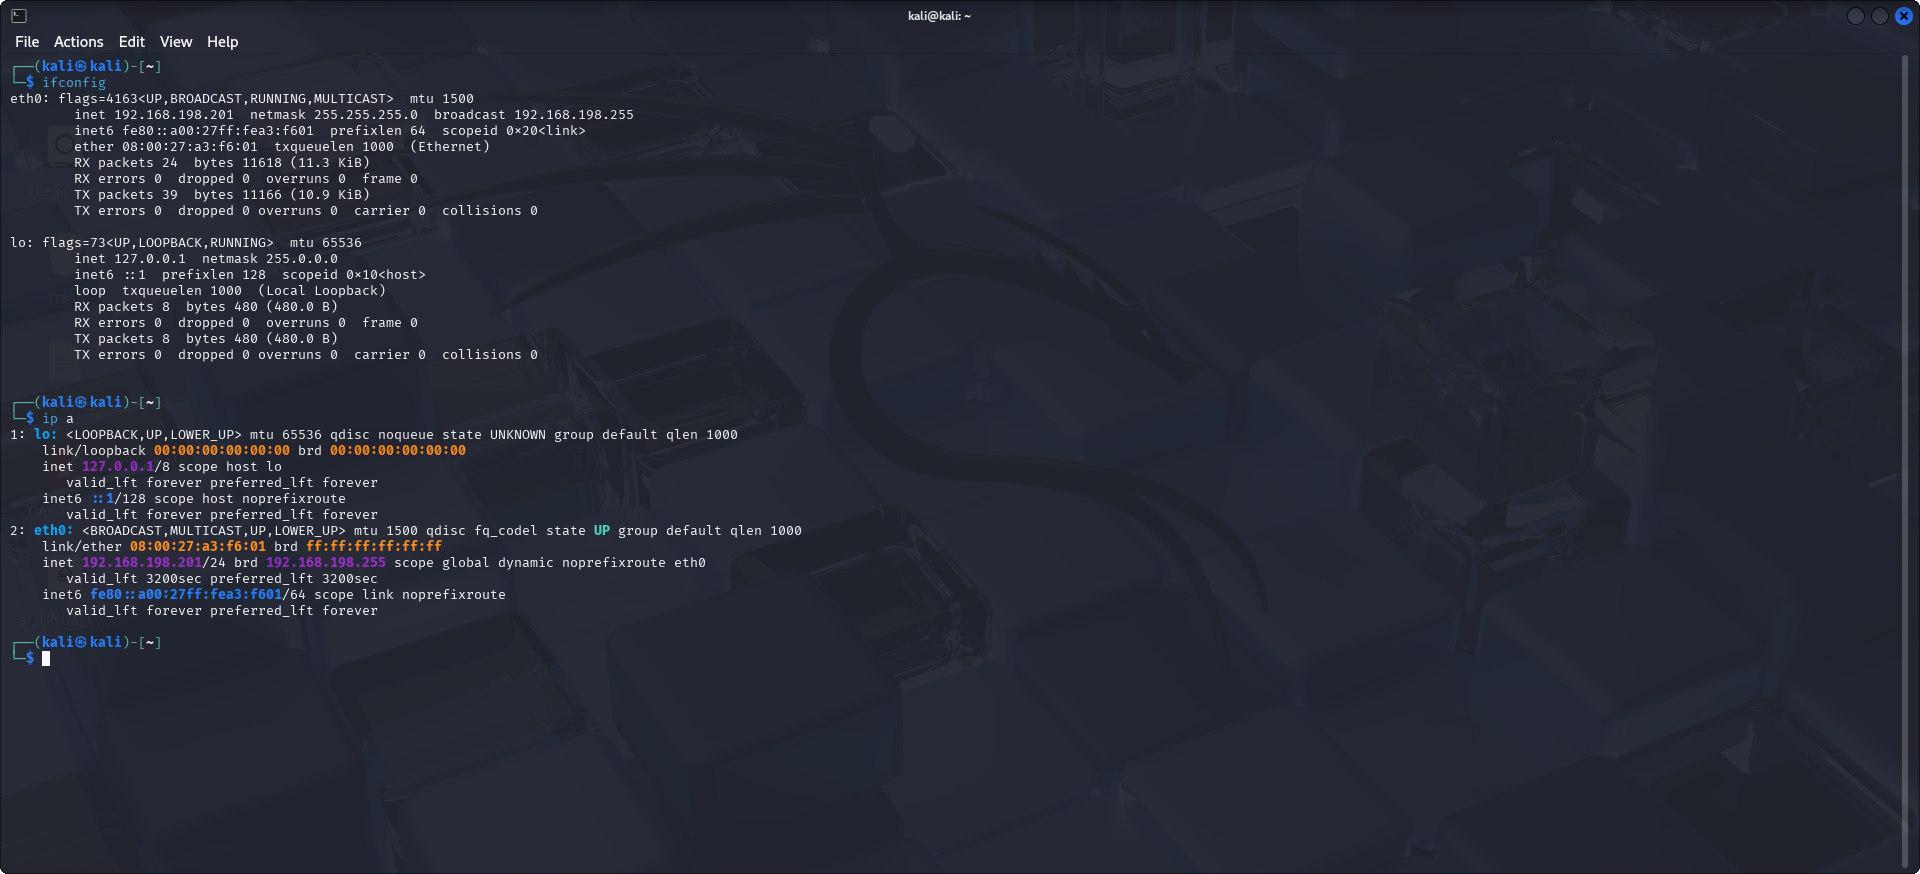 kali@kali: ~
File Actions Edit View Help
┌──(kali㉿kali)-[~]
└─$ ifconfig
eth0: flags=4163<UP,BROADCAST,RUNNING,MULTICAST>  mtu 1500
        inet 192.168.198.201  netmask 255.255.255.0  broadcast 192.168.198.255
        inet6 fe80::a00:27ff:fea3:f601  prefixlen 64  scopeid 0x20<link>
        ether 08:00:27:a3:f6:01  txqueuelen 1000  (Ethernet)
        RX packets 24  bytes 11618 (11.3 KiB)
        RX errors 0  dropped 0  overruns 0  frame 0
        TX packets 39  bytes 11166 (10.9 KiB)
        TX errors 0  dropped 0 overruns 0  carrier 0  collisions 0
lo: flags=73<UP,LOOPBACK,RUNNING>  mtu 65536
        inet 127.0.0.1  netmask 255.0.0.0
        inet6 ::1  prefixlen 128  scopeid 0x10<host>
        loop  txqueuelen 1000  (Local Loopback)
        RX packets 8  bytes 480 (480.0 B)
        RX errors 0  dropped 0  overruns 0  frame 0
        TX packets 8  bytes 480 (480.0 B)
        TX errors 0  dropped 0 overruns 0  carrier 0  collisions 0
┌──(kali㉿kali)-[~]
└─$ ip a
1: lo: <LOOPBACK,UP,LOWER_UP> mtu 65536 qdisc noqueue state UNKNOWN group default qlen 1000
    link/loopback 00:00:00:00:00:00 brd 00:00:00:00:00:00
    inet 127.0.0.1/8 scope host lo
       valid_lft forever preferred_lft forever
    inet6 ::1/128 scope host noprefixroute
       valid_lft forever preferred_lft forever
2: eth0: <BROADCAST,MULTICAST,UP,LOWER_UP> mtu 1500 qdisc fq_codel state UP group default qlen 1000
    link/ether 08:00:27:a3:f6:01 brd ff:ff:ff:ff:ff:ff
    inet 192.168.198.201/24 brd 192.168.198.255 scope global dynamic noprefixroute eth0
       valid_lft 3200sec preferred_lft 3200sec
    inet6 fe80::a00:27ff:fea3:f601/64 scope link noprefixroute
       valid_lft forever preferred_lft forever
┌──(kali㉿kali)-[~]
└─$